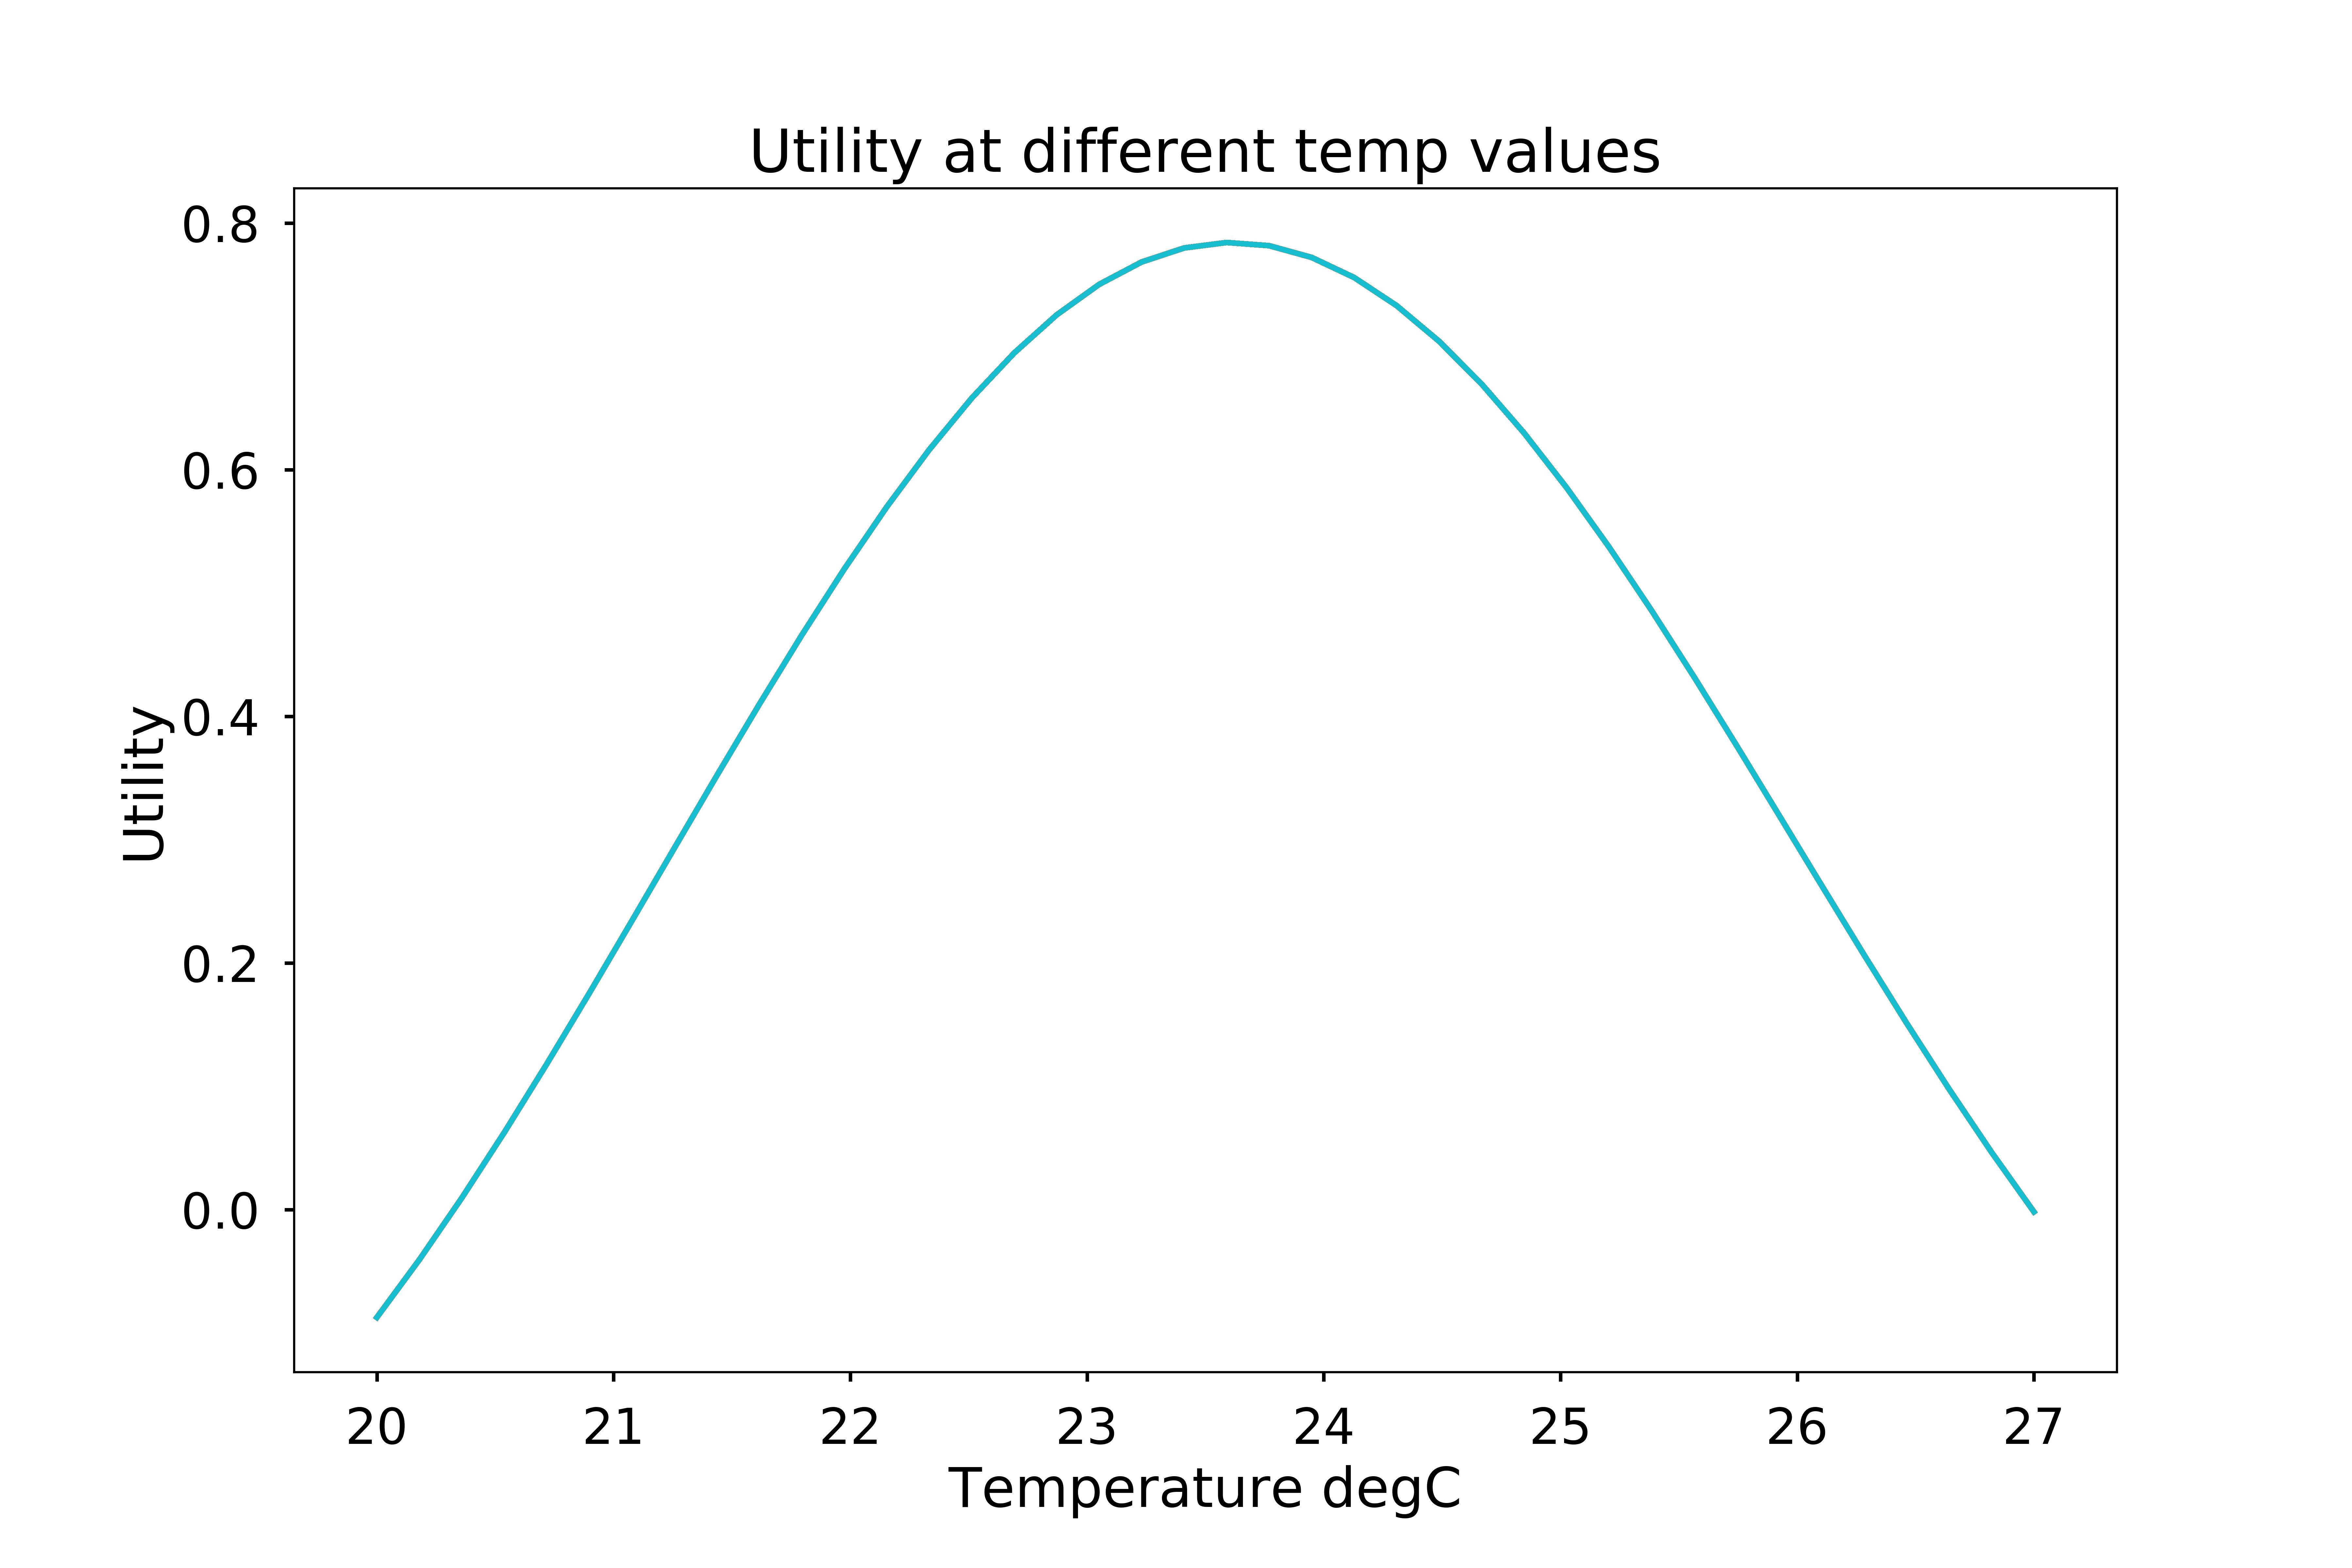 Utility at different temp values
0.8
0.6
0.4
0.2
0.0
Utility
20 21 22 23 24 25 26 27
Temperature degC